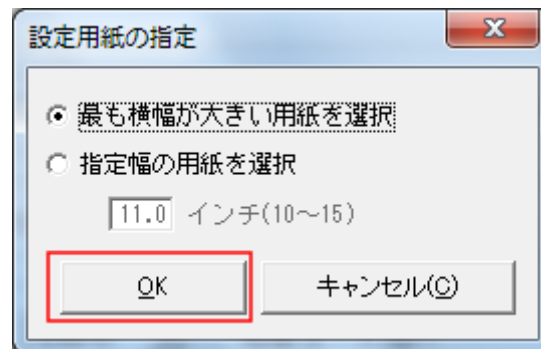 設定用紙の指定
最も横幅が大きい用紙を選択
指定幅の用紙を選択
11.0 インチ(10～15)
OK キャンセル(C)